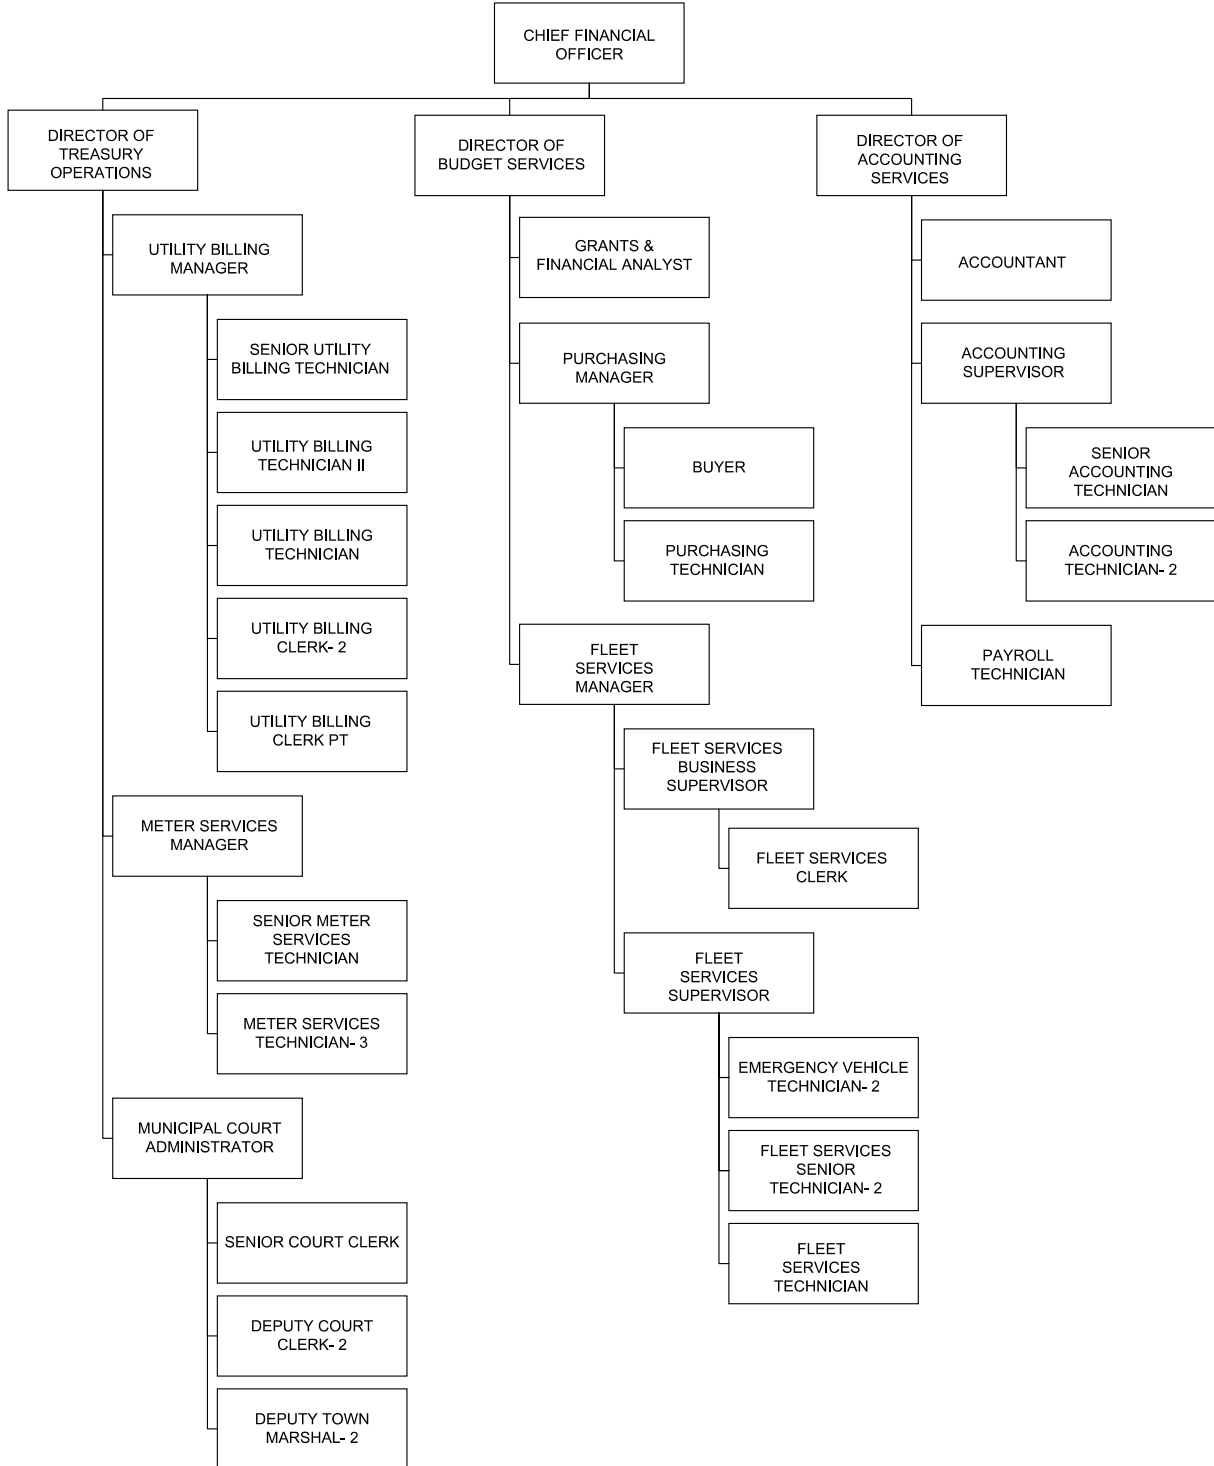 CHIEF FINANCIAL
OFFICER
DIRECTOR OF
TREASURY
OPERATIONS
UTILITY BILLING
MANAGER
SENIOR UTILITY
BILLING TECHNICIAN
UTILITY BILLING
TECHNICIAN II
UTILITY BILLING
TECHNICIAN
UTILITY BILLING
CLERK- 2
UTILITY BILLING
CLERK PT
METER SERVICES
MANAGER
SENIOR METER
SERVICES
TECHNICIAN
METER SERVICES
TECHNICIAN- 3
MUNICIPAL COURT
ADMINISTRATOR
SENIOR COURT CLERK
DEPUTY COURT
CLERK- 2
DEPUTY TOWN
MARSHAL- 2
DIRECTOR OF
BUDGET SERVICES
GRANTS &
FINANCIAL ANALYST
PURCHASING
MANAGER
BUYER
PURCHASING
TECHNICIAN
FLEET
SERVICES
MANAGER
FLEET SERVICES
BUSINESS
SUPERVISOR
FLEET SERVICES
CLERK
FLEET
SERVICES
SUPERVISOR
EMERGENCY VEHICLE
TECHNICIAN- 2
FLEET SERVICES
SENIOR
TECHNICIAN- 2
FLEET
SERVICES
TECHNICIAN
DIRECTOR OF
ACCOUNTING
SERVICES
ACCOUNTANT
ACCOUNTING
SUPERVISOR
SENIOR
ACCOUNTING
TECHNICIAN
ACCOUNTING
TECHNICIAN- 2
PAYROLL
TECHNICIAN